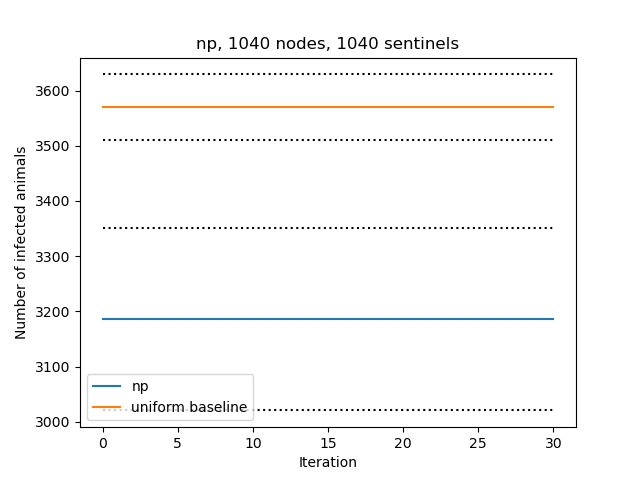 np, 1040 nodes, 1040 sentinels
Number of infected animals
3600
3500
3400
3300
3200
3100
3000
np
uniform baseline
0 5 10 15 20 25 30
Iteration